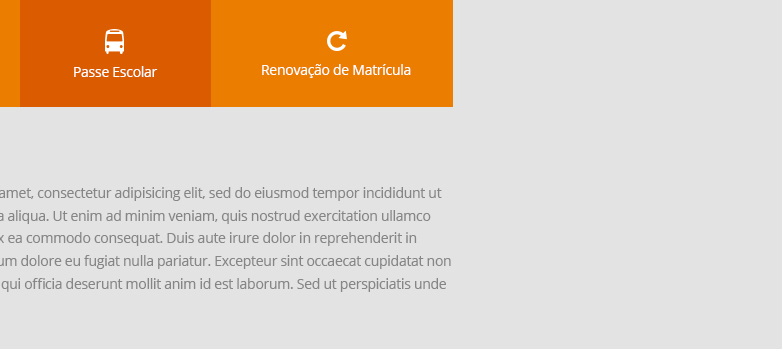 Passe Escolar
Renovação de Matrícula
amet, consectetur adipisicing elit, sed do eiusmod tempor incididunt ut
a aliqua. Ut enim ad minim veniam, quis nostrud exercitation ullamco
x ea commodo consequat. Duis aute irure dolor in reprehenderit in
um dolore eu fugiat nulla pariatur. Excepteur sint occaecat cupidatat non
qui officia deserunt mollit anim id est laborum. Sed ut perspiciatis unde